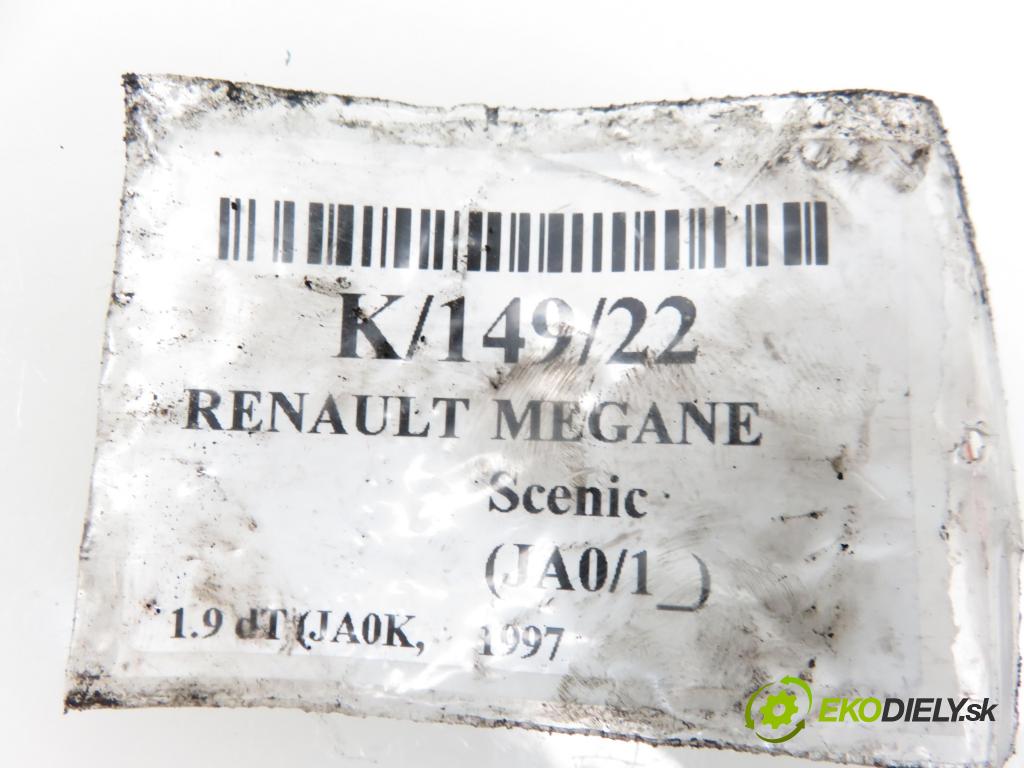 K/149/22
RENAULT MEGANE
Scenic
(JA0/1_)
1.9 dT (JA0K, 1997
EKODIELY.sk